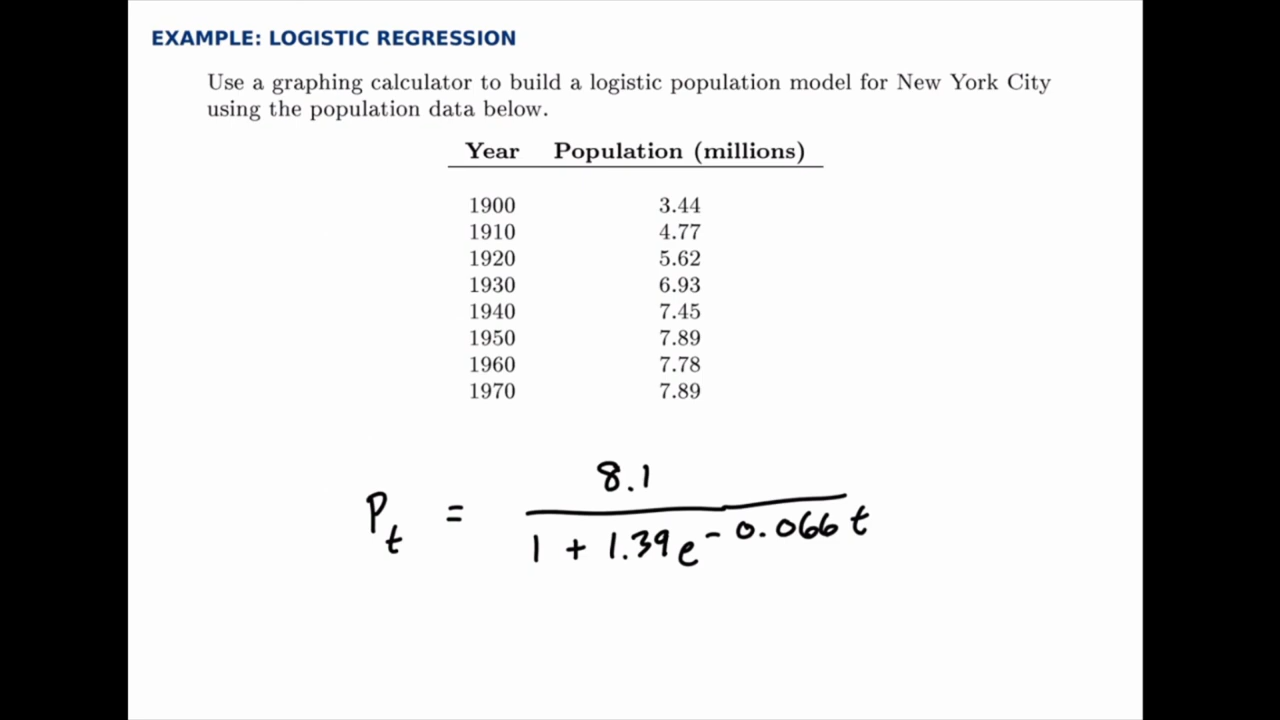 EXAMPLE: LOGISTIC REGRESSION
Use a graphing calculator to build a logistic population model for New York City
using the population data below.
Year Population (millions)
1900 3.44
1910 4.77
1920 5.62
1930 6.93
1940 7.45
1950 7.89
1960 7.78
1970 7.89
8.1
P_t =
1 + 1.39e^-0.066t